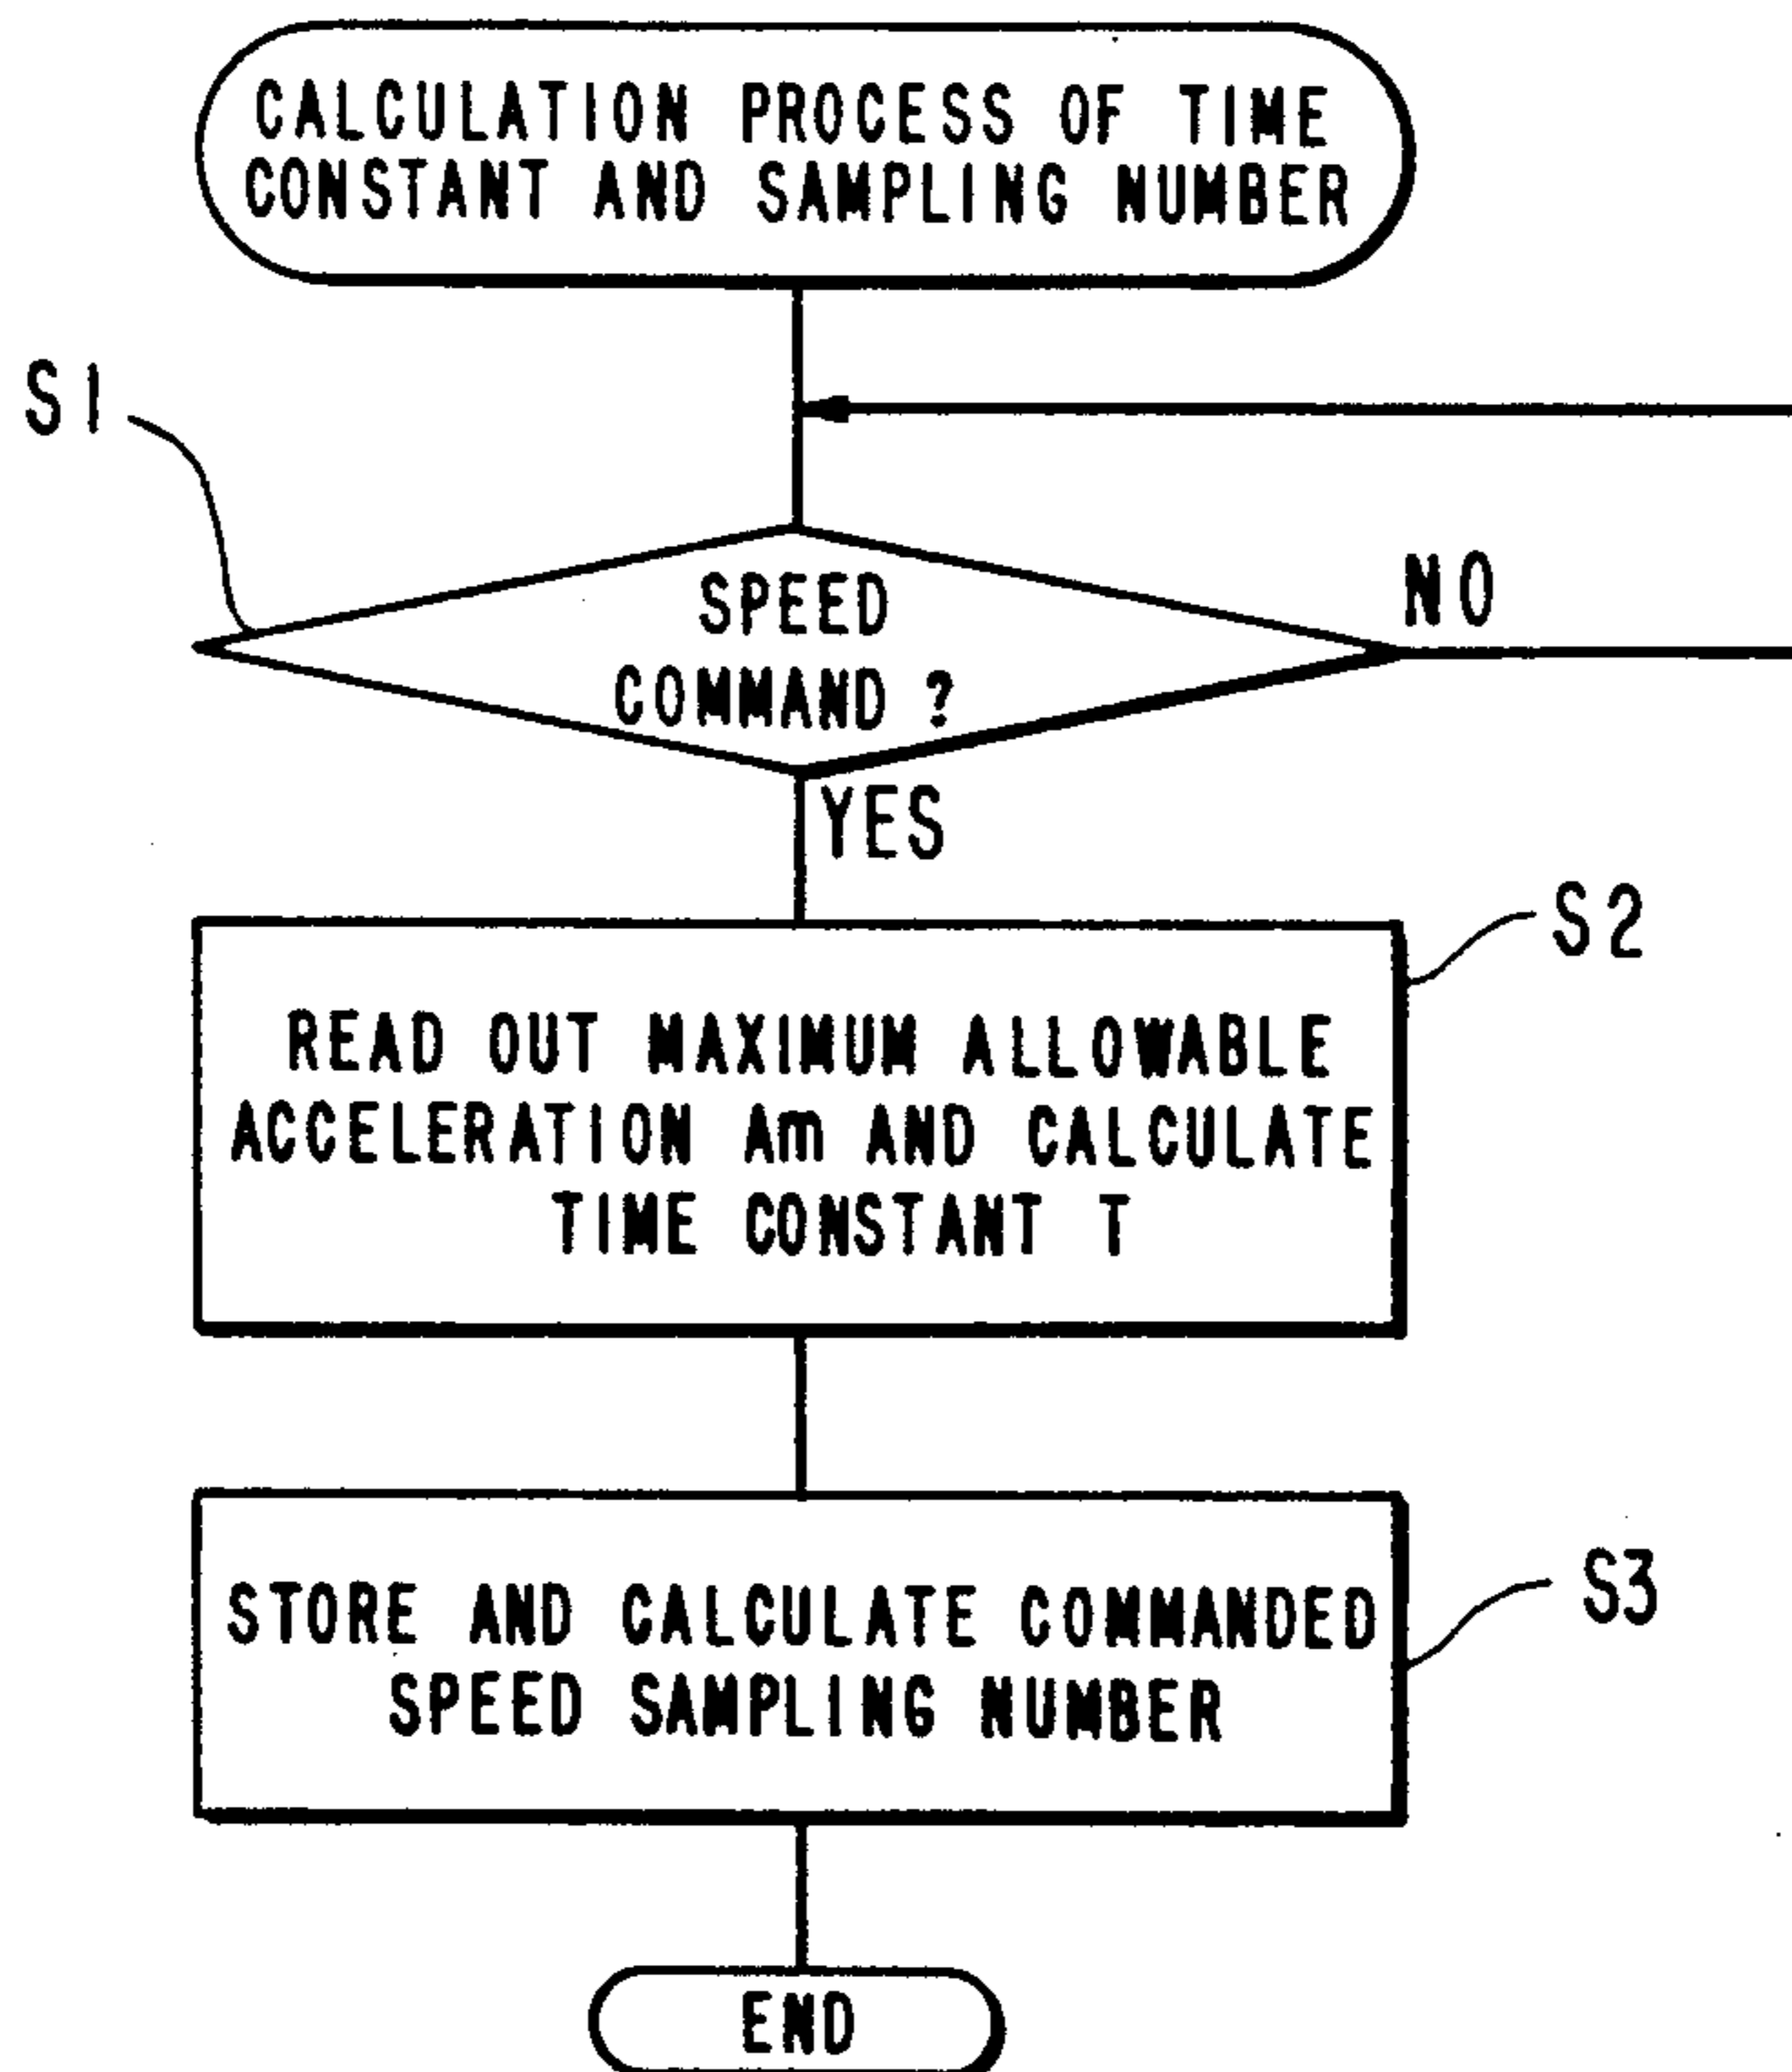 CALCULATION PROCESS OF TIME
CONSTANT AND SAMPLING NUMBER
S1
SPEED
COMMAND ?
NO
YES
S2
READ OUT MAXIMUM ALLOWABLE
ACCELERATION Am AND CALCULATE
TIME CONSTANT T
S3
STORE AND CALCULATE COMMANDED
SPEED SAMPLING NUMBER
END